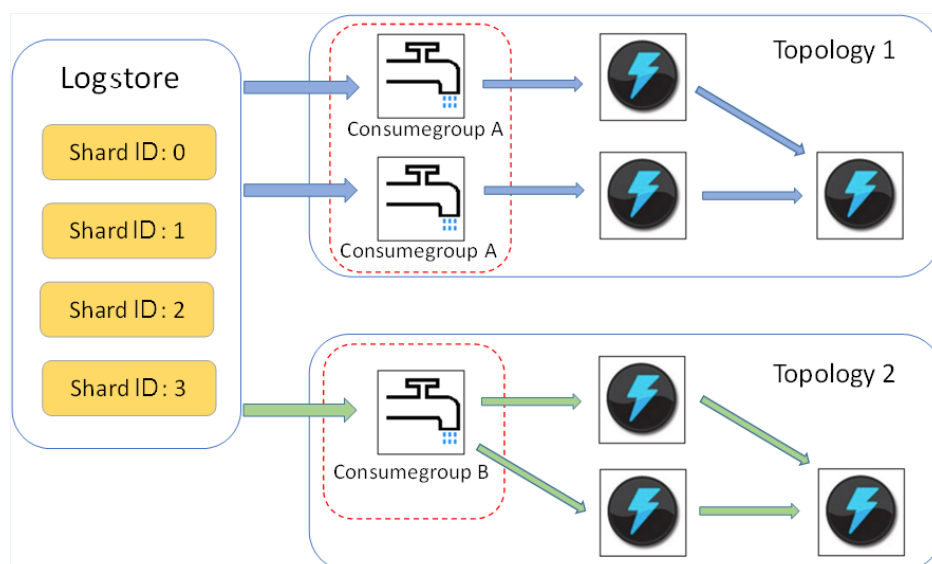 Logstore
Shard ID: 0
Shard ID: 1
Shard ID: 2
Shard ID: 3
Topology 1
Consumegroup A
Consumegroup A
Topology 2
Consumegroup B